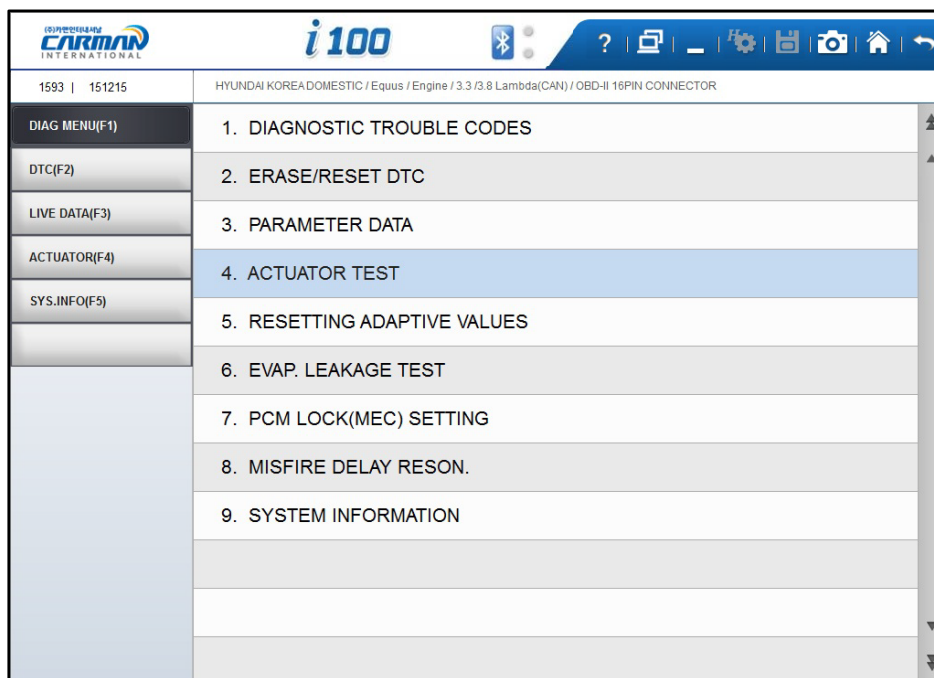 (주)카맨인터내셔날
CARMAN
INTERNATIONAL
i100
?
H
1593 | 151215
HYUNDAI KOREA DOMESTIC / Equus / Engine / 3.3 /3.8 Lambda(CAN) / OBD-II 16PIN CONNECTOR
DIAG MENU(F1)
DTC(F2)
LIVE DATA(F3)
ACTUATOR(F4)
SYS.INFO(F5)
1. DIAGNOSTIC TROUBLE CODES
2. ERASE/RESET DTC
3. PARAMETER DATA
4. ACTUATOR TEST
5. RESETTING ADAPTIVE VALUES
6. EVAP. LEAKAGE TEST
7. PCM LOCK(MEC) SETTING
8. MISFIRE DELAY RESON.
9. SYSTEM INFORMATION